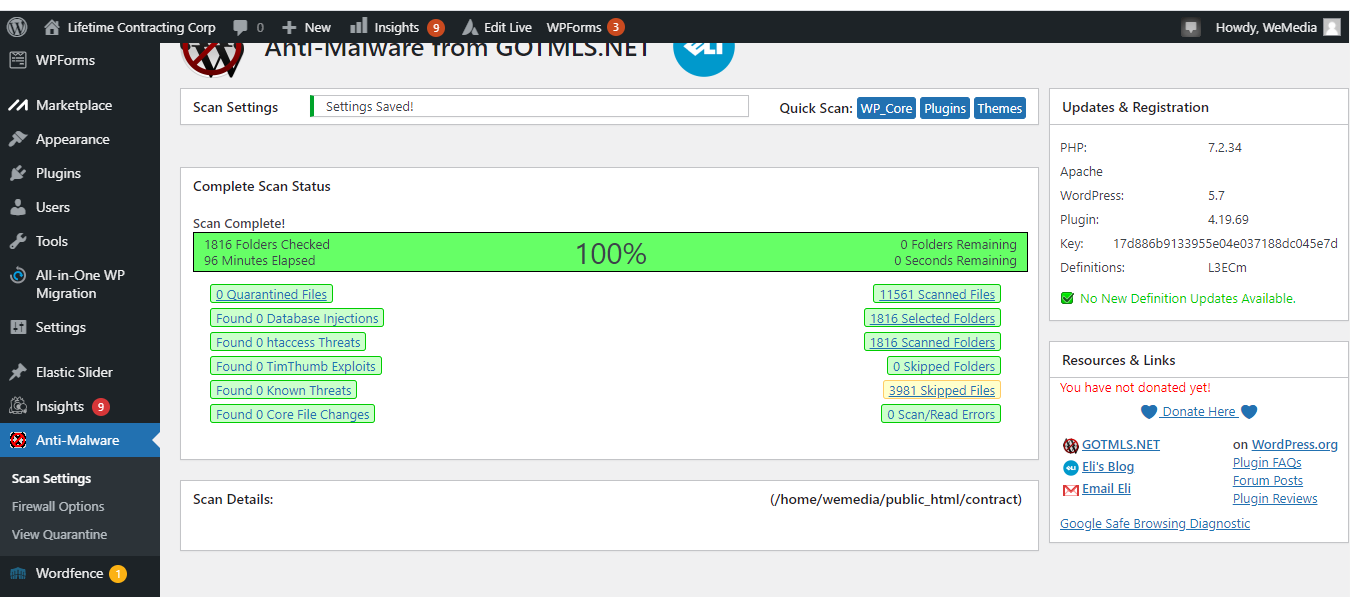 Lifetime Contracting Corp 0 New Insights 9 Edit Live WPForms 3 Howdy, WeMedia
WPForms
Marketplace
Appearance
Plugins
Users
Tools
All-in-One WP
Migration
Settings
Elastic Slider
Insights 9
Anti-Malware
Scan Settings
Firewall Options
View Quarantine
Wordfence 1
Anti-Malware from GOTMLS.NET
ELI
Scan Settings
Settings Saved!
Quick Scan: WP_Core Plugins Themes
Complete Scan Status
Scan Complete!
1816 Folders Checked
96 Minutes Elapsed
100%
0 Folders Remaining
0 Seconds Remaining
0 Quarantined Files
Found 0 Database Injections
Found 0 htaccess Threats
Found 0 TimThumb Exploits
Found 0 Known Threats
Found 0 Core File Changes
11561 Scanned Files
1816 Selected Folders
1816 Scanned Folders
0 Skipped Folders
3981 Skipped Files
0 Scan/Read Errors
Scan Details: (/home/wemedia/public_html/contract)
Updates & Registration
PHP: 7.2.34
Apache
WordPress: 5.7
Plugin: 4.19.69
Key: 17d886b9133955e04e037188dc045e7d
Definitions: L3ECm
No New Definition Updates Available.
Resources & Links
You have not donated yet!
Donate Here
GOTMLS.NET
Eli's Blog
Email Eli
on WordPress.org
Plugin FAQs
Forum Posts
Plugin Reviews
Google Safe Browsing Diagnostic